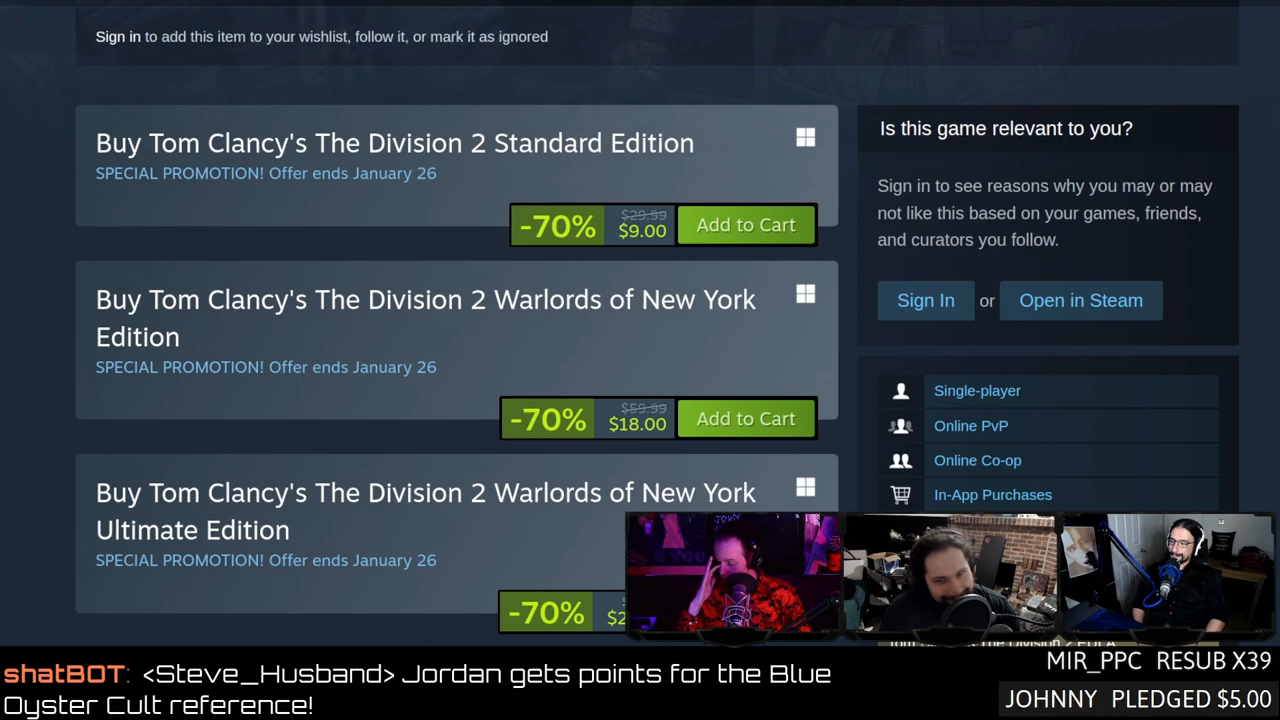 Sign in to add this item to your wishlist, follow it, or mark it as ignored
Buy Tom Clancy's The Division 2 Standard Edition
SPECIAL PROMOTION! Offer ends January 26
-70%
$29.99
$9.00
Add to Cart
Buy Tom Clancy's The Division 2 Warlords of New York
Edition
SPECIAL PROMOTION! Offer ends January 26
-70%
$59.99
$18.00
Add to Cart
Buy Tom Clancy's The Division 2 Warlords of New York
Ultimate Edition
SPECIAL PROMOTION! Offer ends January 26
-70%
Is this game relevant to you?
Sign in to see reasons why you may or may
not like this based on your games, friends,
and curators you follow.
Sign In or Open in Steam
Single-player
Online PvP
Online Co-op
In-App Purchases
shatBOT: <Steve_Husband> Jordan gets points for the Blue
Oyster Cult reference!
MIR_PPC RESUB X39
JOHNNY PLEDGED $5.00